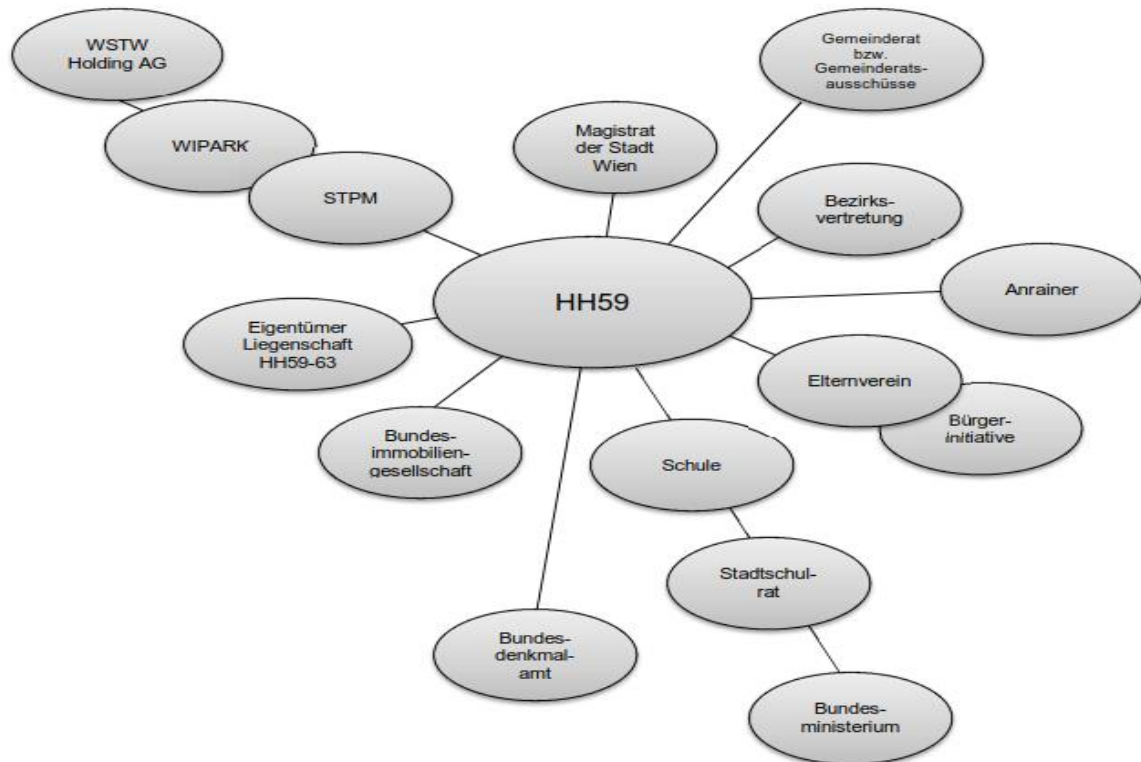 WSTW
Holding AG
WIPARK
STPM
Magistrat
der Stadt
Wien
Gemeinderat
bzw.
Gemeinderats-
ausschüsse
Bezirks-
vertretung
HH59
Anrainer
Eigentümer
Liegenschaft
HH59-63
Elternverein
Bürger-
initiative
Bundes-
immobilien-
gesellschaft
Schule
Stadtschul-
rat
Bundes-
denkmal-
amt
Bundes-
ministerium